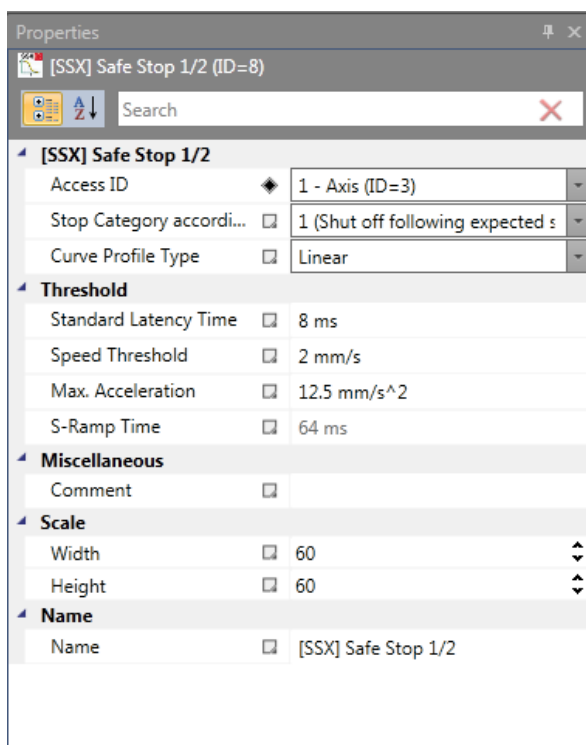 Properties
[SSX] Safe Stop 1/2 (ID=8)
Search
[SSX] Safe Stop 1/2
Access ID 1 - Axis (ID=3)
Stop Category accordi... 1 (Shut off following expected s
Curve Profile Type Linear
Threshold
Standard Latency Time 8 ms
Speed Threshold 2 mm/s
Max. Acceleration 12.5 mm/s^2
S-Ramp Time 64 ms
Miscellaneous
Comment
Scale
Width 60
Height 60
Name
Name [SSX] Safe Stop 1/2